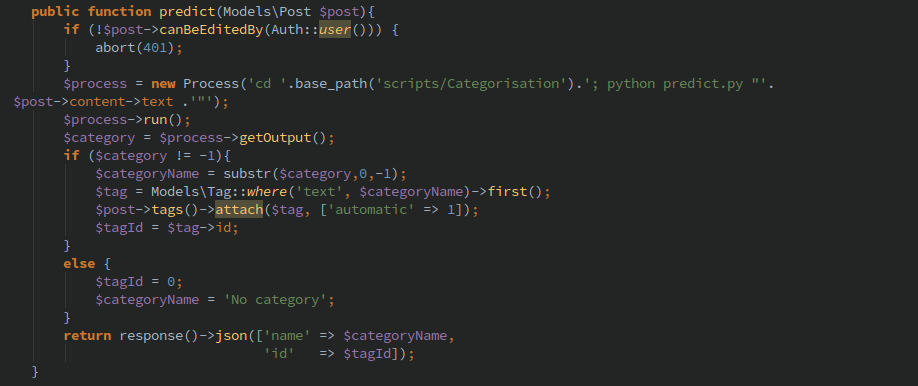 public function predict(Models\Post $post){
if (!$post->canBeEditedBy(Auth::user())) {
abort(401);
}
$process = new Process('cd '.base_path('scripts/Categorisation').'; python predict.py "'.
$post->content->text .'"');
$process->run();
$category = $process->getOutput();
if ($category != -1){
$categoryName = substr($category,0,-1);
$tag = Models\Tag::where('text', $categoryName)->first();
$post->tags()->attach($tag, ['automatic' => 1]);
$tagId = $tag->id;
}
else {
$tagId = 0;
$categoryName = 'No category';
}
return response()->json(['name' => $categoryName,
'id' => $tagId]);
}